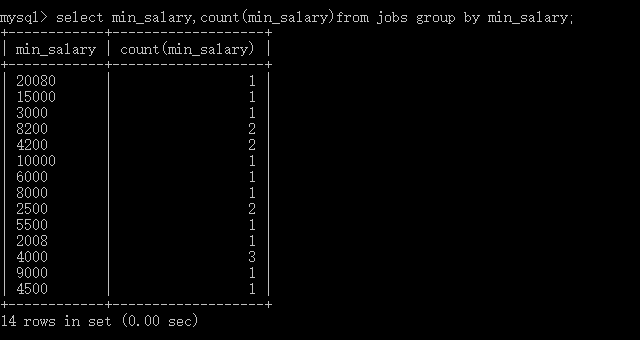 mysql> select min_salary,count(min_salary)from jobs group by min_salary;
+------------+-------------------+
| min_salary | count(min_salary) |
+------------+-------------------+
| 20080      |                 1 |
| 15000      |                 1 |
| 3000       |                 1 |
| 8200       |                 2 |
| 4200       |                 2 |
| 10000      |                 1 |
| 6000       |                 1 |
| 8000       |                 1 |
| 2500       |                 2 |
| 5500       |                 1 |
| 2008       |                 1 |
| 4000       |                 3 |
| 9000       |                 1 |
| 4500       |                 1 |
+------------+-------------------+
14 rows in set (0.00 sec)